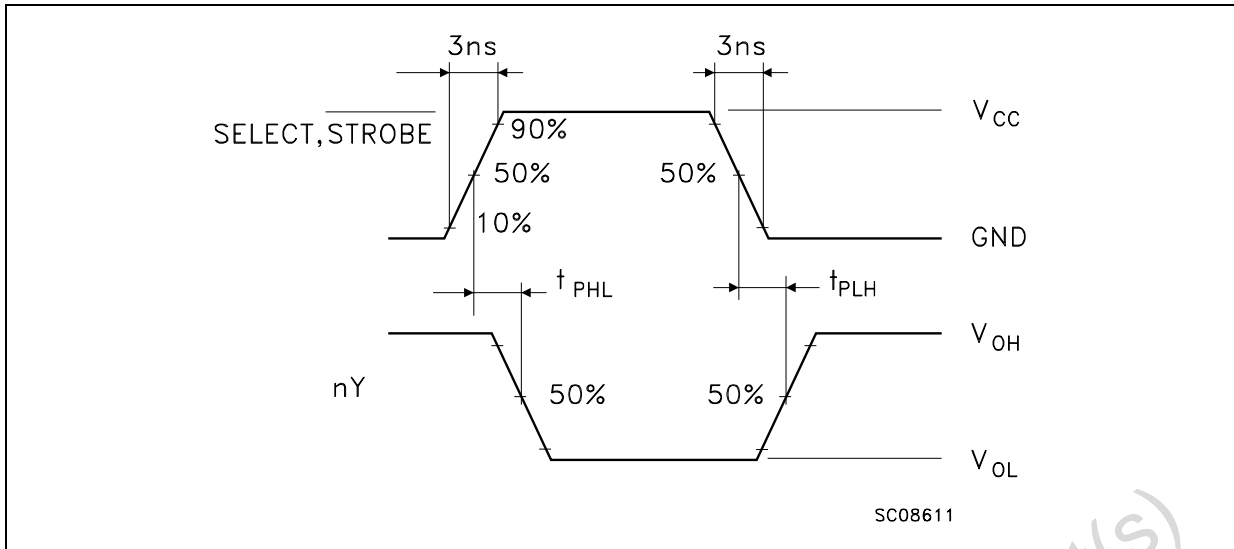 3ns 3ns
SELECT, STROBE
90%
VCC
50% 50%
10%
GND
tPHL tPLH
VOH
nY
50% 50%
VOL
SC08611
t(s)